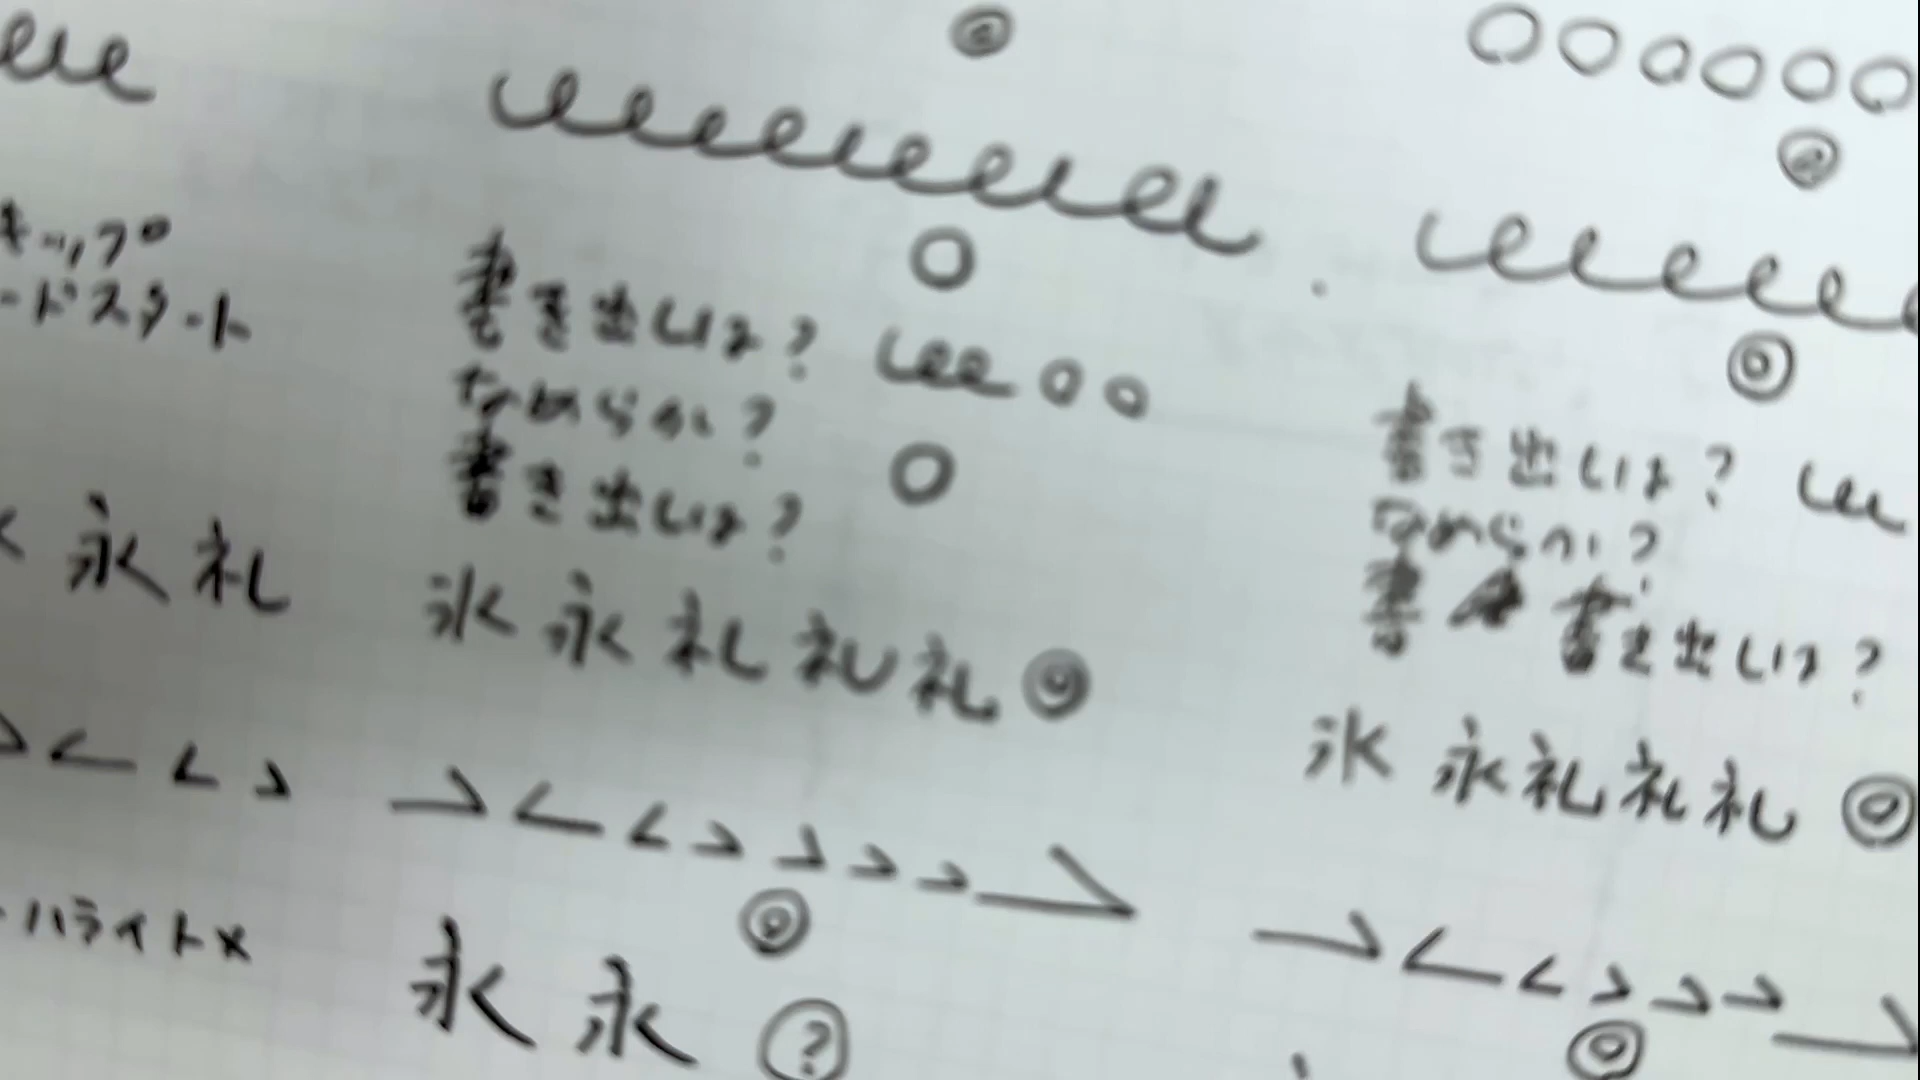 キップ
ードスタート
永 礼
ハライト×
書き出しは?
なめらか?
書き出しは?
氷 永 礼 礼 礼
永 永 ?
書き出しは?
なめらか?
書 書き出しは?
氷 永 礼 礼 礼